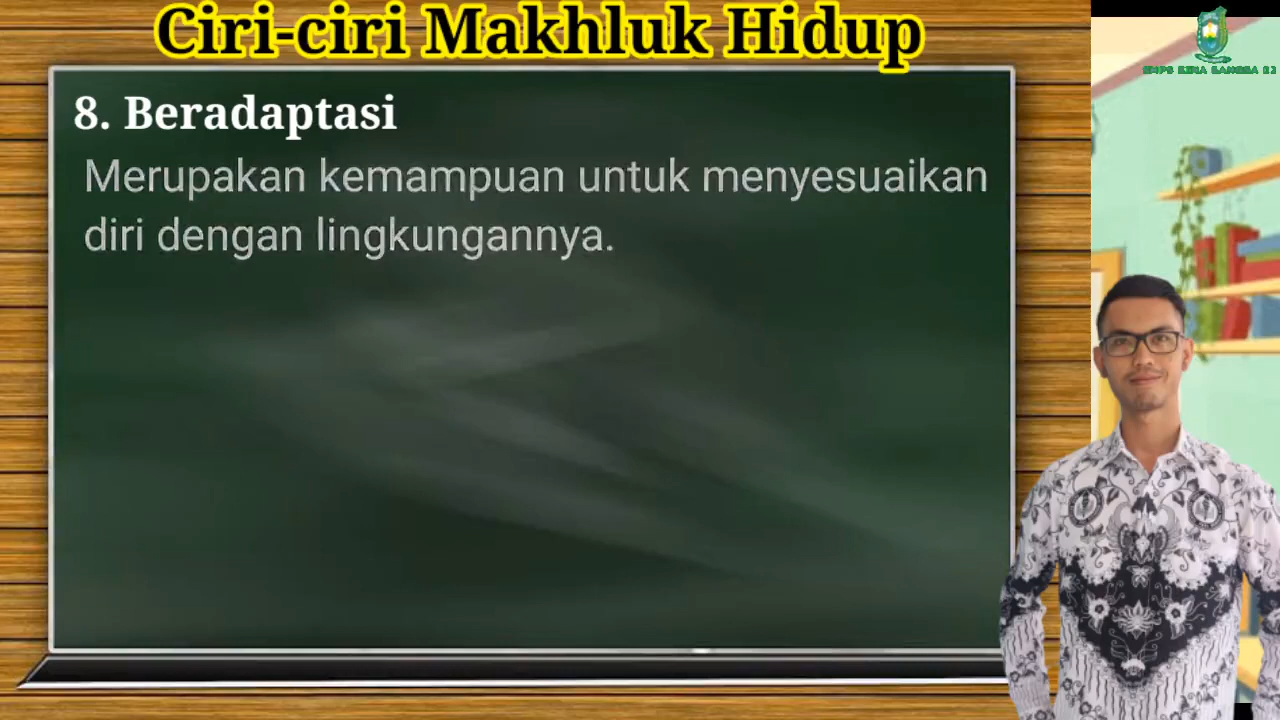 Ciri-ciri Makhluk Hidup
8. Beradaptasi
Merupakan kemampuan untuk menyesuaikan
diri dengan lingkungannya.